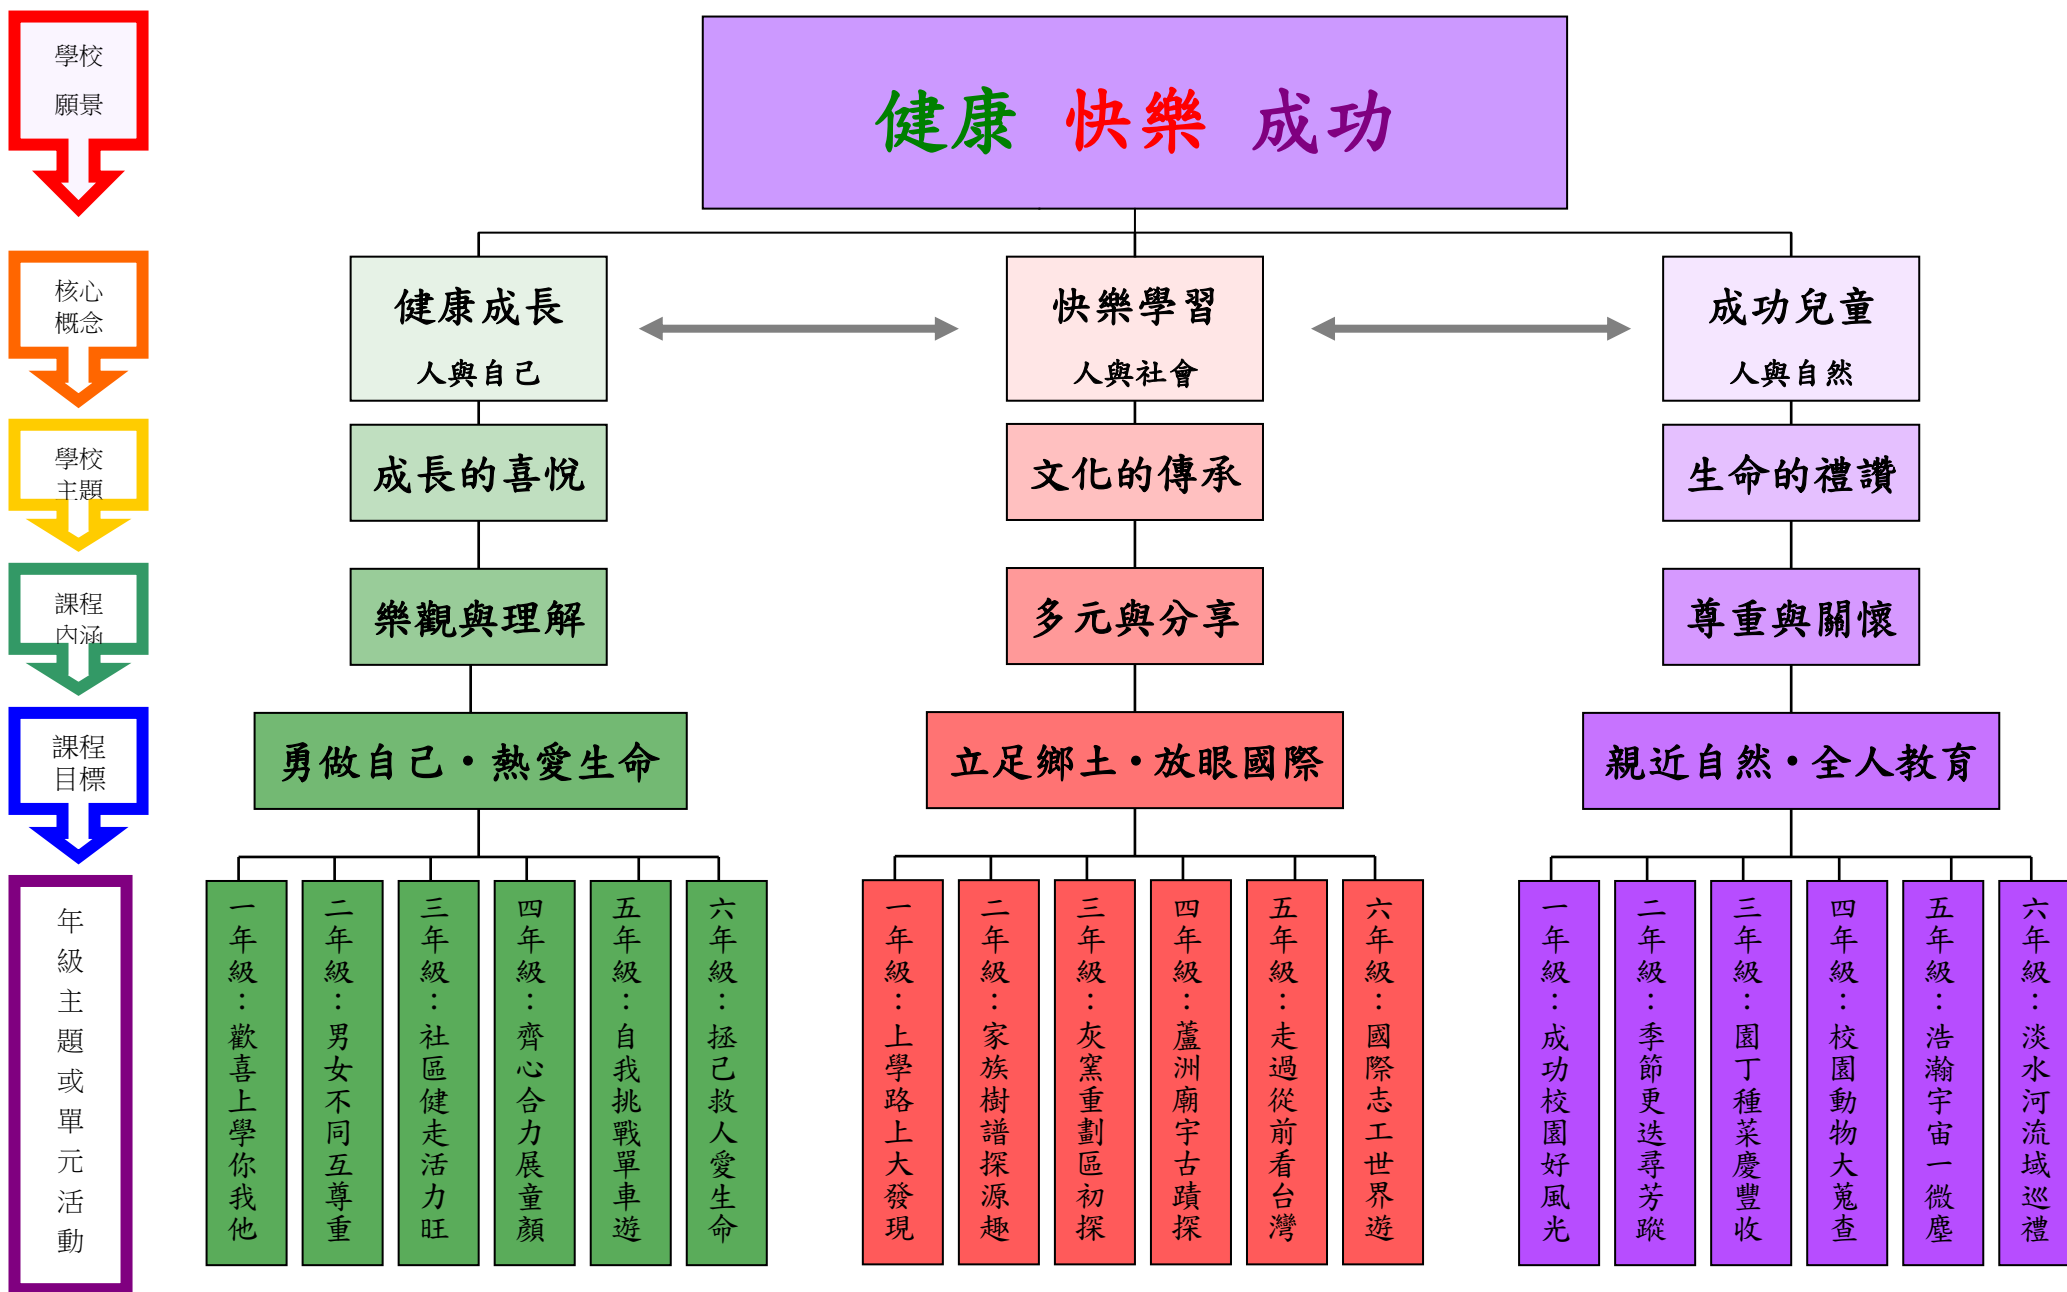 學校
願景
健康 快樂 成功
核心
概念
健康成長
人與自己
快樂學習
人與社會
成功兒童
人與自然
學校
主題
成長的喜悅
文化的傳承
生命的禮讚
課程
內涵
樂觀與理解
多元與分享
尊重與關懷
課程
目標
勇做自己・熱愛生命
立足鄉土・放眼國際
親近自然・全人教育
年級主題或單元活動
一年級：歡喜上學你我他
二年級：男女不同互尊重
三年級：社區健走活力旺
四年級：齊心合力展童顏
五年級：自我挑戰單車遊
六年級：拯己救人愛生命
一年級：上學路上大發現
二年級：家族樹譜探源趣
三年級：灰窯重劃區初探
四年級：蘆洲廟宇古蹟探
五年級：走過從前看台灣
六年級：國際志工世界遊
一年級：成功校園好風光
二年級：季節更迭尋芳蹤
三年級：園丁種菜慶豐收
四年級：校園動物大蒐查
五年級：浩瀚宇宙一微塵
六年級：淡水河流域巡禮